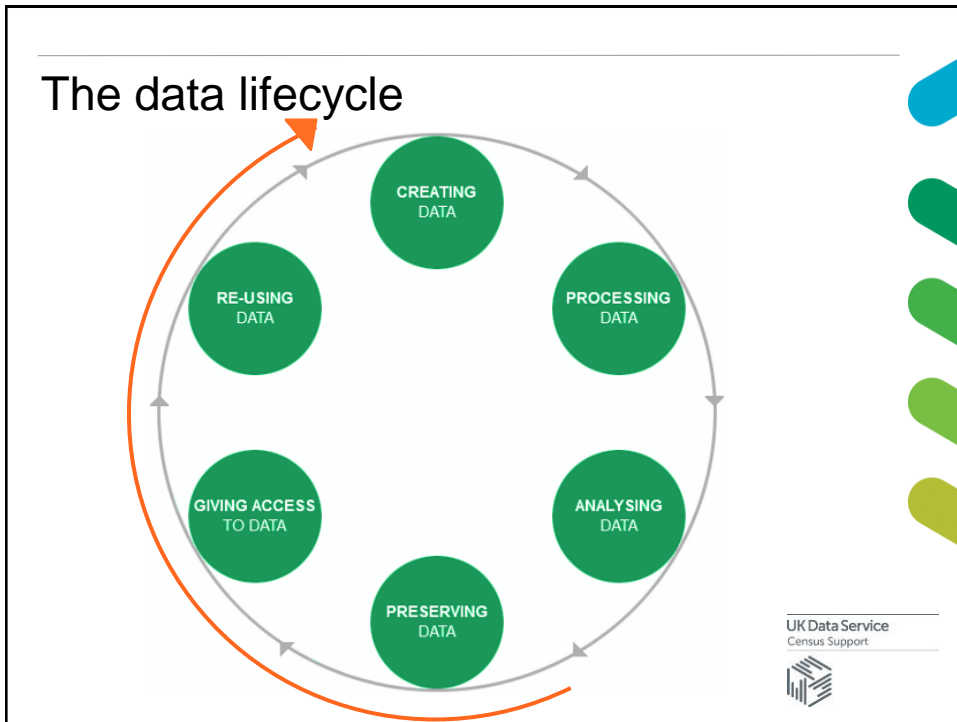 The data lifecycle
CREATING
DATA
PROCESSING
DATA
ANALYSING
DATA
PRESERVING
DATA
GIVING ACCESS
TO DATA
RE-USING
DATA
UK Data Service
Census Support